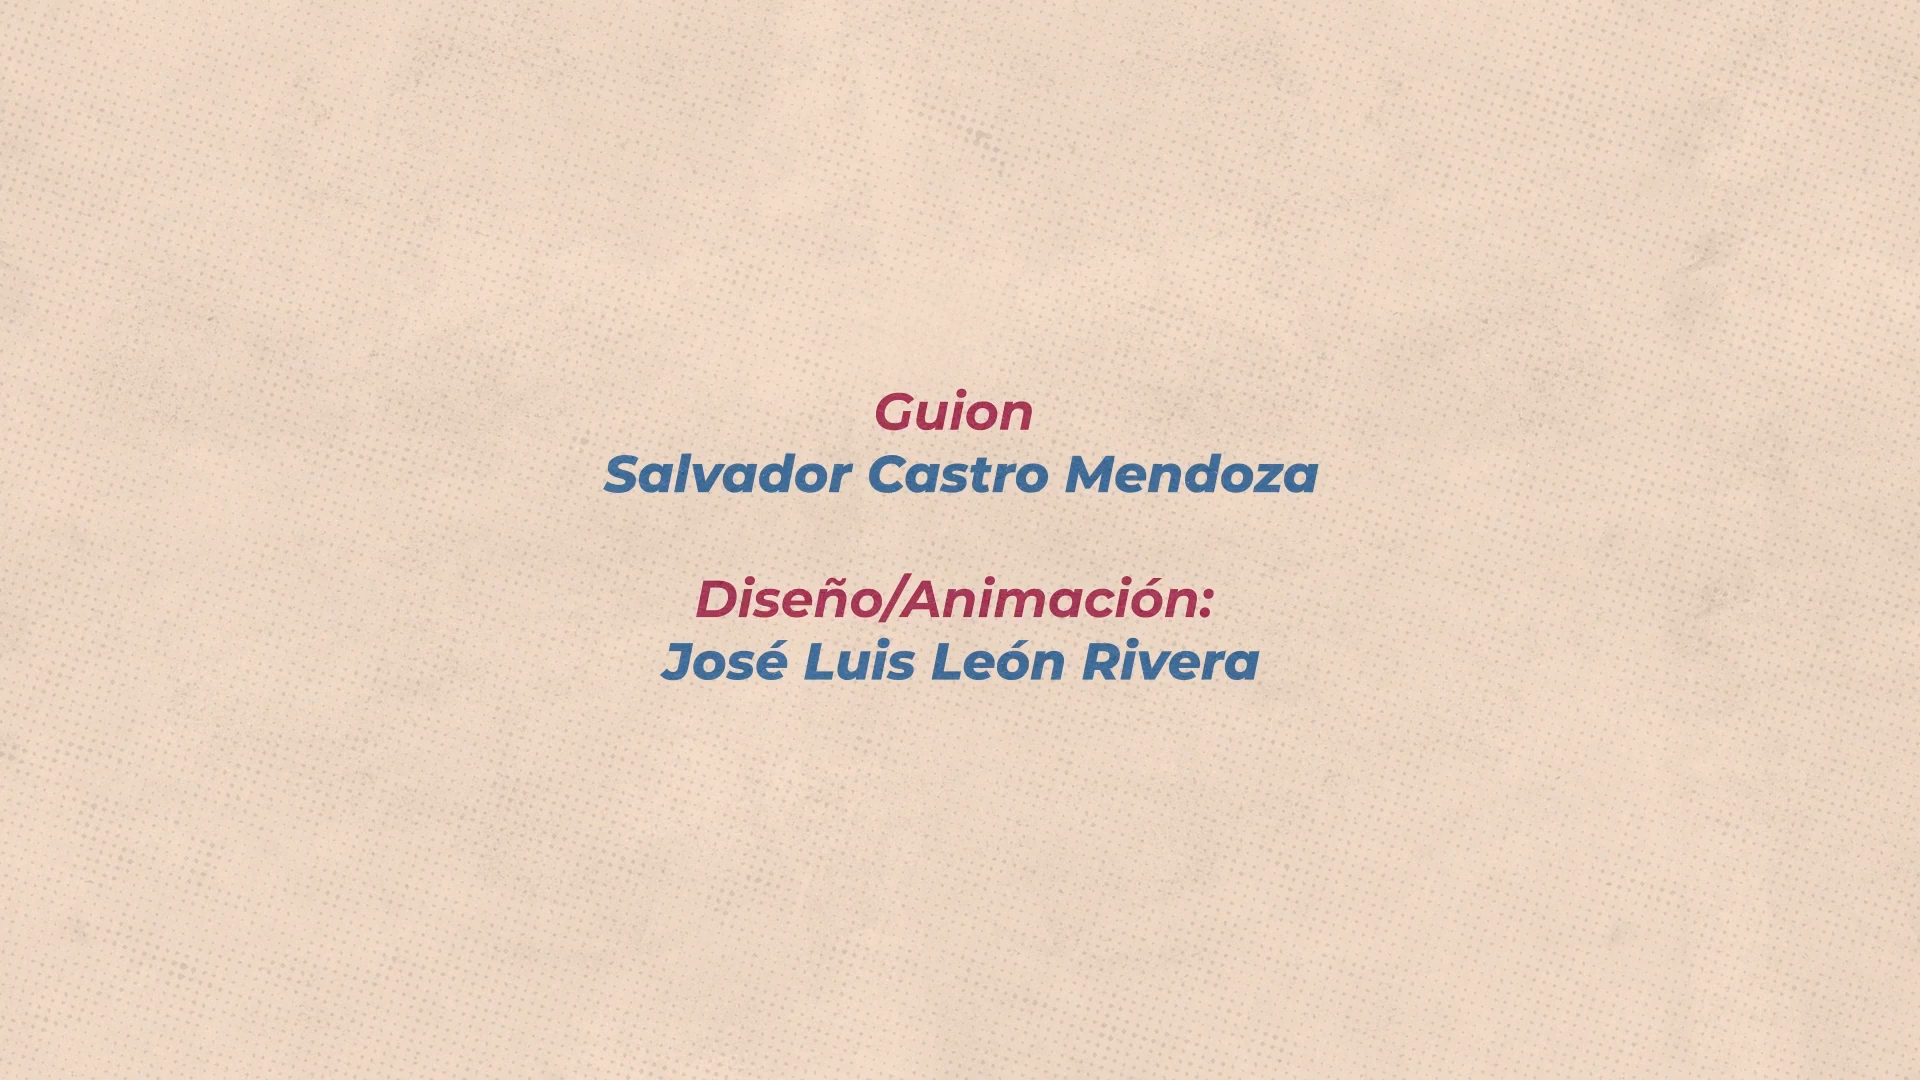 Guion
Salvador Castro Mendoza
Diseño/Animación:
José Luis León Rivera